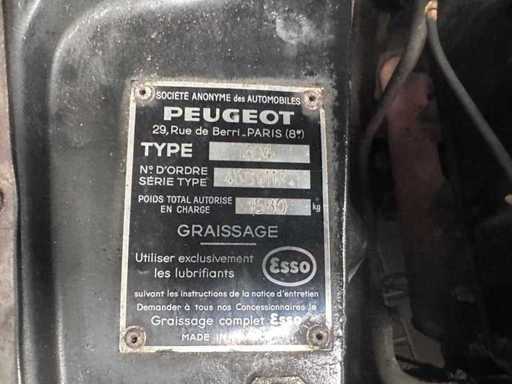 SOCIÉTÉ ANONYME des AUTOMOBILES
PEUGEOT
29, Rue de Berri_PARIS (8e)
TYPE
N° D'ORDRE
SÉRIE TYPE
POIDS TOTAL AUTORISE
EN CHARGE
kg
GRAISSAGE
Utiliser exclusivement
les lubrifiants
Esso
suivant les instructions de la notice d'entretien
Demander à tous nos Concessionnaires le
Graissage complet Esso
MADE IN